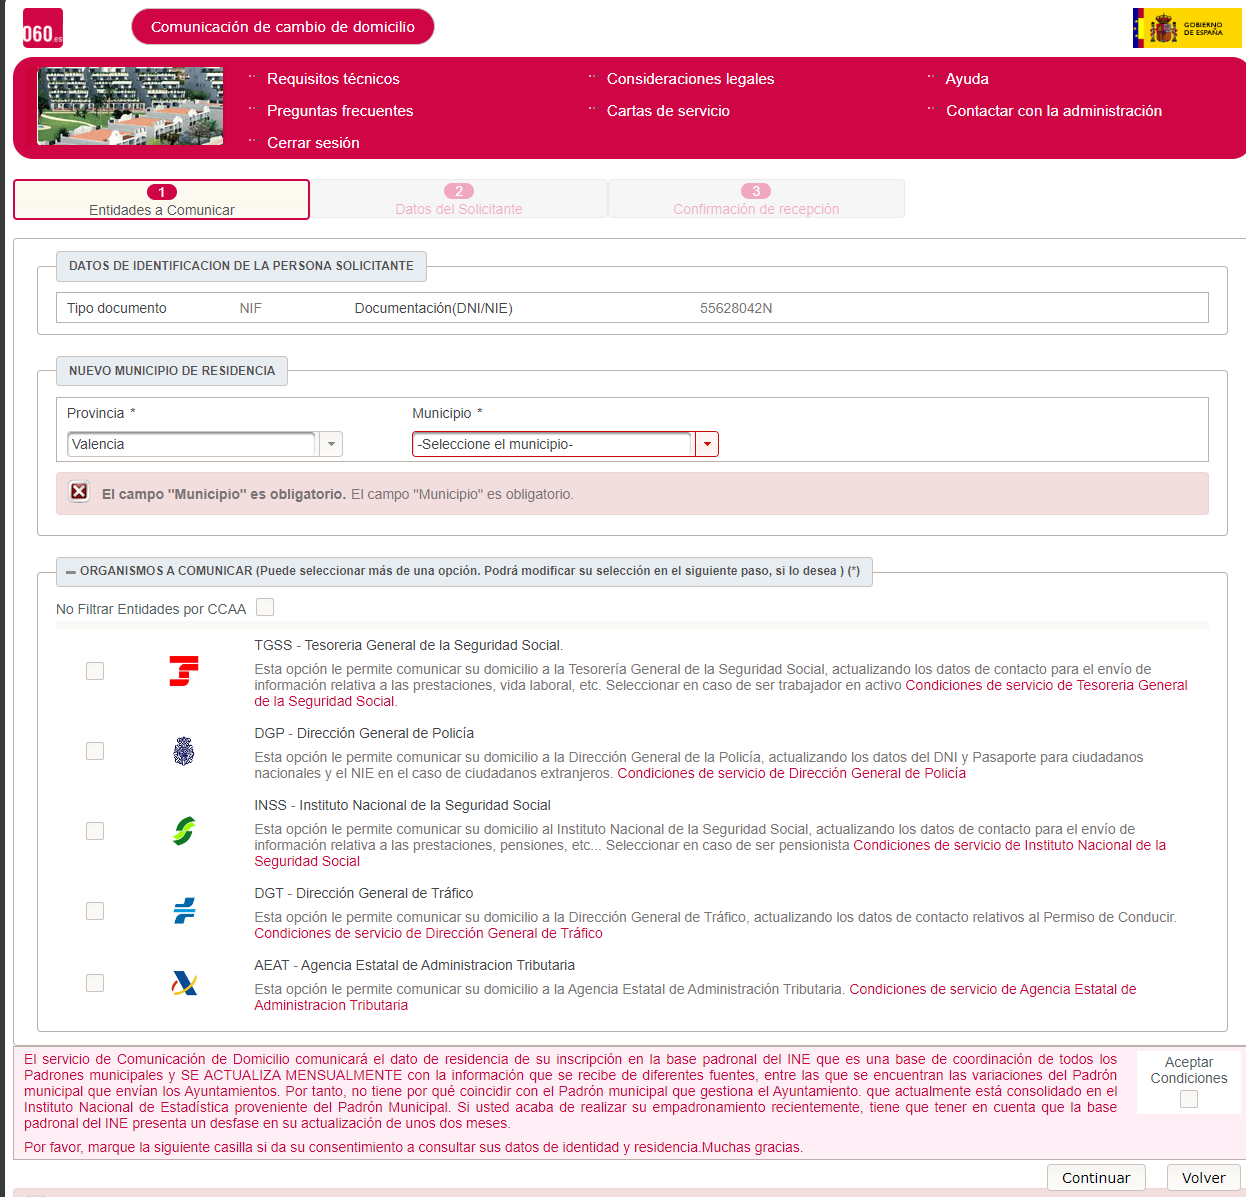 060.es
Comunicación de cambio de domicilio
GOBIERNO
DE ESPAÑA
Requisitos técnicos
Consideraciones legales
Ayuda
Preguntas frecuentes
Cartas de servicio
Contactar con la administración
Cerrar sesión
1
Entidades a Comunicar
2
Datos del Solicitante
3
Confirmación de recepción
DATOS DE IDENTIFICACION DE LA PERSONA SOLICITANTE
Tipo documento NIF Documentación(DNI/NIE) 55628042N
NUEVO MUNICIPIO DE RESIDENCIA
Provincia * Municipio *
Valencia -Seleccione el municipio-
El campo "Municipio" es obligatorio. El campo "Municipio" es obligatorio.
ORGANISMOS A COMUNICAR (Puede seleccionar más de una opción. Podrá modificar su selección en el siguiente paso, si lo desea ) (*)
No Filtrar Entidades por CCAA
TGSS - Tesoreria General de la Seguridad Social.
Esta opción le permite comunicar su domicilio a la Tesorería General de la Seguridad Social, actualizando los datos de contacto para el envío de
información relativa a las prestaciones, vida laboral, etc. Seleccionar en caso de ser trabajador en activo Condiciones de servicio de Tesoreria General
de la Seguridad Social.
DGP - Dirección General de Policía
Esta opción le permite comunicar su domicilio a la Dirección General de la Policía, actualizando los datos del DNI y Pasaporte para ciudadanos
nacionales y el NIE en el caso de ciudadanos extranjeros. Condiciones de servicio de Dirección General de Policía
INSS - Instituto Nacional de la Seguridad Social
Esta opción le permite comunicar su domicilio al Instituto Nacional de la Seguridad Social, actualizando los datos de contacto para el envío de
información relativa a las prestaciones, pensiones, etc... Seleccionar en caso de ser pensionista Condiciones de servicio de Instituto Nacional de la
Seguridad Social
DGT - Dirección General de Tráfico
Esta opción le permite comunicar su domicilio a la Dirección General de Tráfico, actualizando los datos de contacto relativos al Permiso de Conducir.
Condiciones de servicio de Dirección General de Tráfico
AEAT - Agencia Estatal de Administracion Tributaria
Esta opción le permite comunicar su domicilio a la Agencia Estatal de Administración Tributaria. Condiciones de servicio de Agencia Estatal de
Administracion Tributaria
El servicio de Comunicación de Domicilio comunicará el dato de residencia de su inscripción en la base padronal del INE que es una base de coordinación de todos los
Padrones municipales y SE ACTUALIZA MENSUALMENTE con la información que se recibe de diferentes fuentes, entre las que se encuentran las variaciones del Padrón
municipal que envían los Ayuntamientos. Por tanto, no tiene por qué coincidir con el Padrón municipal que gestiona el Ayuntamiento. que actualmente está consolidado en el
Instituto Nacional de Estadística proveniente del Padrón Municipal. Si usted acaba de realizar su empadronamiento recientemente, tiene que tener en cuenta que la base
padronal del INE presenta un desfase en su actualización de unos dos meses.
Por favor, marque la siguiente casilla si da su consentimiento a consultar sus datos de identidad y residencia.Muchas gracias.
Aceptar
Condiciones
Continuar
Volver